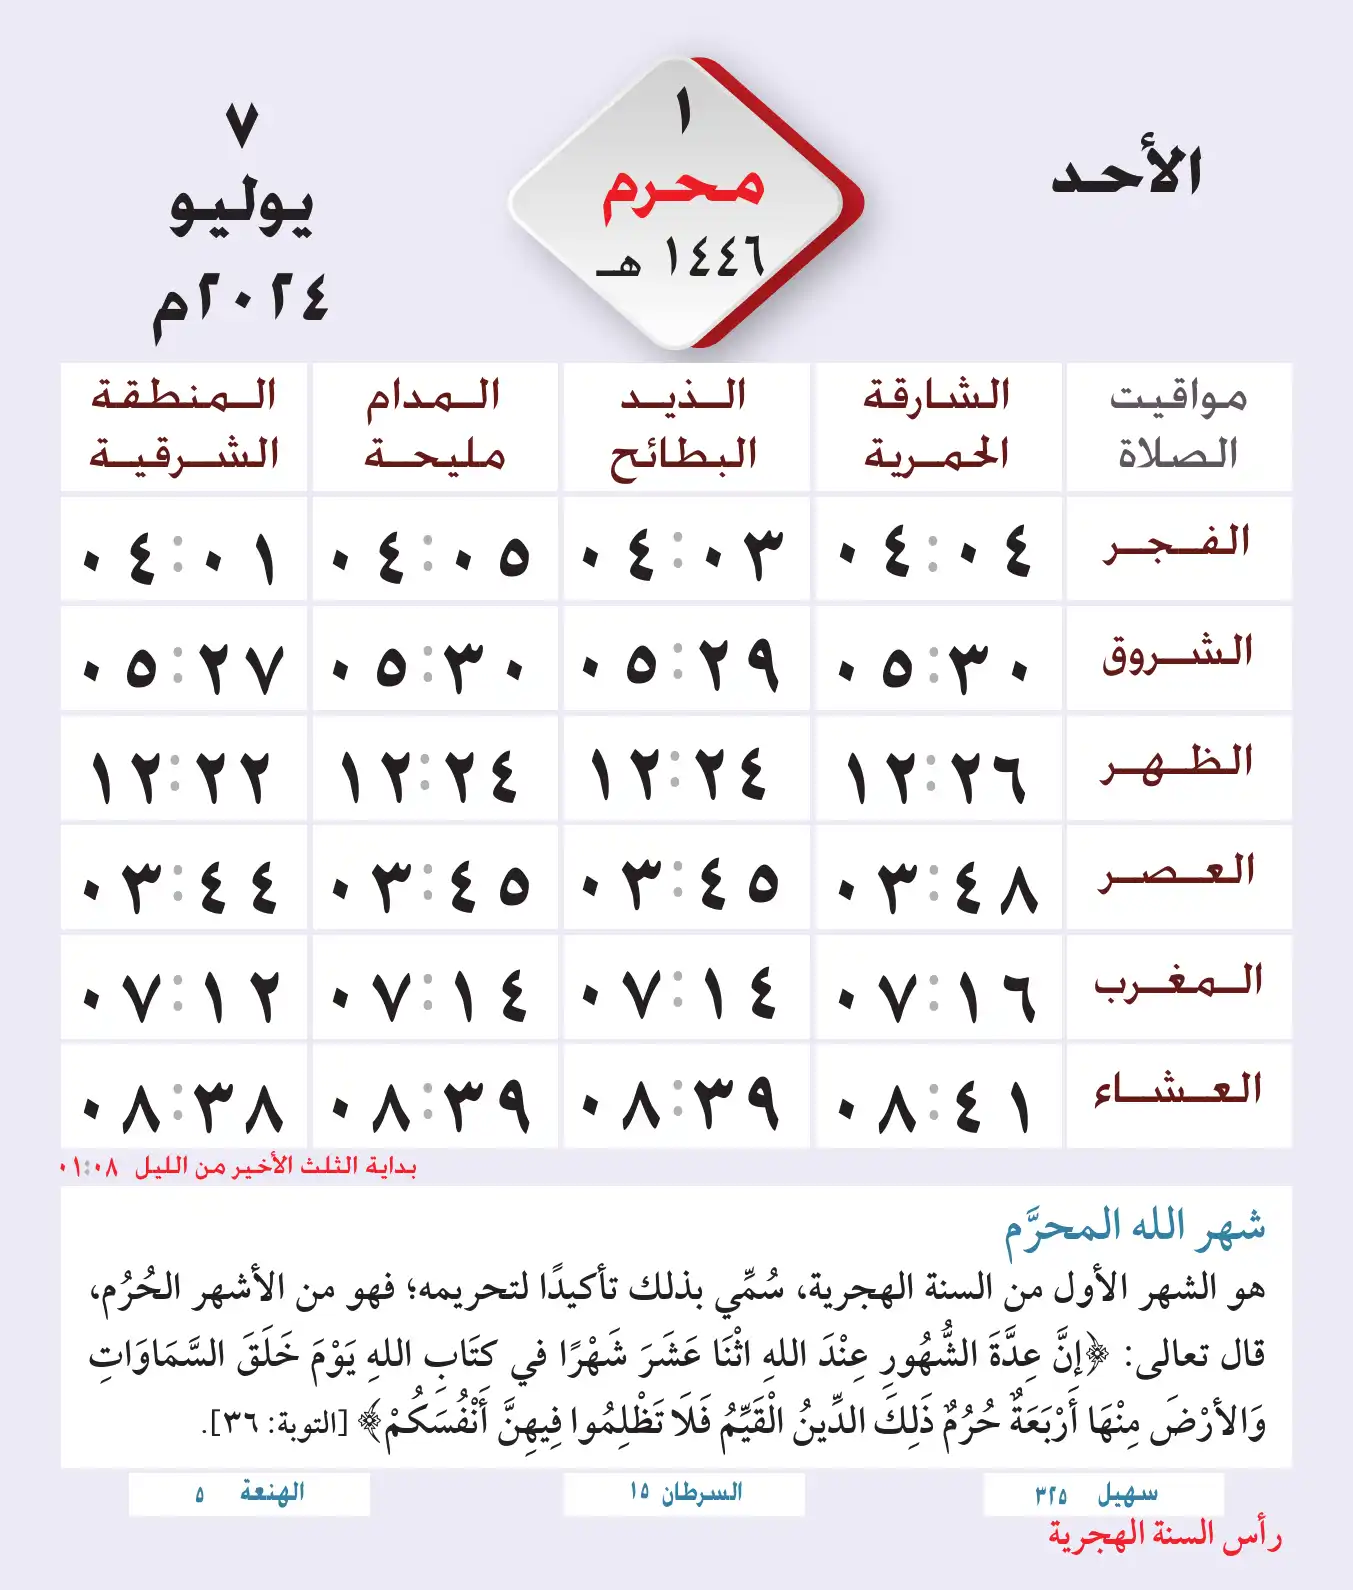 الأحد
١
محرم
١٤٤٦ هـ
٧
يوليو
٢٠٢٤م
مواقيت الصلاة | الشارقة الحمرية | الذيد البطائح | المدام مليحة | المنطقة الشرقية
الفجر ٠٤:٠٤ ٠٤:٠٣ ٠٤:٠٥ ٠٤:٠١
الشروق ٠٥:٣٠ ٠٥:٢٩ ٠٥:٣٠ ٠٥:٢٧
الظهر ١٢:٢٦ ١٢:٢٤ ١٢:٢٤ ١٢:٢٢
العصر ٠٣:٤٨ ٠٣:٤٥ ٠٣:٤٥ ٠٣:٤٤
المغرب ٠٧:١٦ ٠٧:١٤ ٠٧:١٤ ٠٧:١٢
العشاء ٠٨:٤١ ٠٨:٣٩ ٠٨:٣٩ ٠٨:٣٨
بداية الثلث الأخير من الليل ٠١:٠٨
شهر الله المحرَّم
هو الشهر الأول من السنة الهجرية، سُمِّي بذلك تأكيدًا لتحريمه؛ فهو من الأشهر الحُرُم،
قال تعالى: ﴿إنَّ عِدَّةَ الشُّهُورِ عِنْدَ اللهِ اثْنَا عَشَرَ شَهْرًا في كتَابِ اللهِ يَوْمَ خَلَقَ السَّمَاوَاتِ
وَالأرْضَ مِنْهَا أَرْبَعَةٌ حُرُمٌ ذَلِكَ الدِّينُ الْقَيِّمُ فَلَا تَظْلِمُوا فِيهِنَّ أَنْفُسَكُمْ﴾ [التوبة: ٣٦].
سهيل ٣٢٥
السرطان ١٥
الهنعة ٥
رأس السنة الهجرية